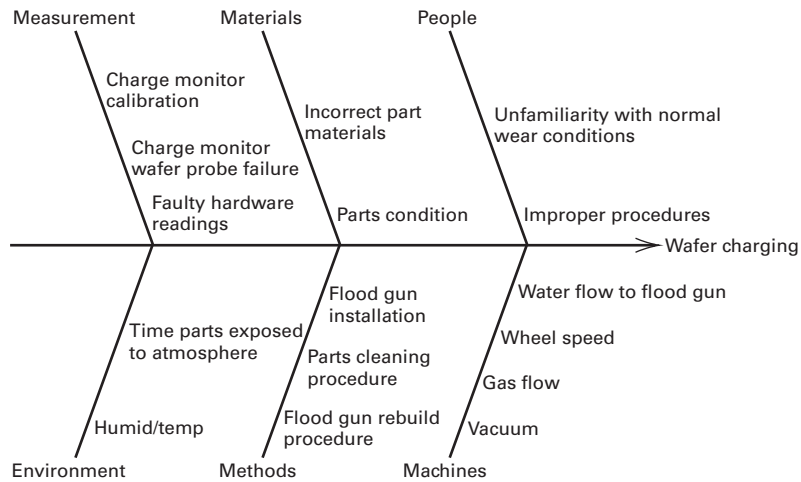 Measurement
Materials
People
Charge monitor
calibration
Charge monitor
wafer probe failure
Faulty hardware
readings
Incorrect part
materials
Parts condition
Unfamiliarity with normal
wear conditions
Improper procedures
Wafer charging
Time parts exposed
to atmosphere
Humid/temp
Flood gun
installation
Parts cleaning
procedure
Flood gun rebuild
procedure
Water flow to flood gun
Wheel speed
Gas flow
Vacuum
Environment
Methods
Machines